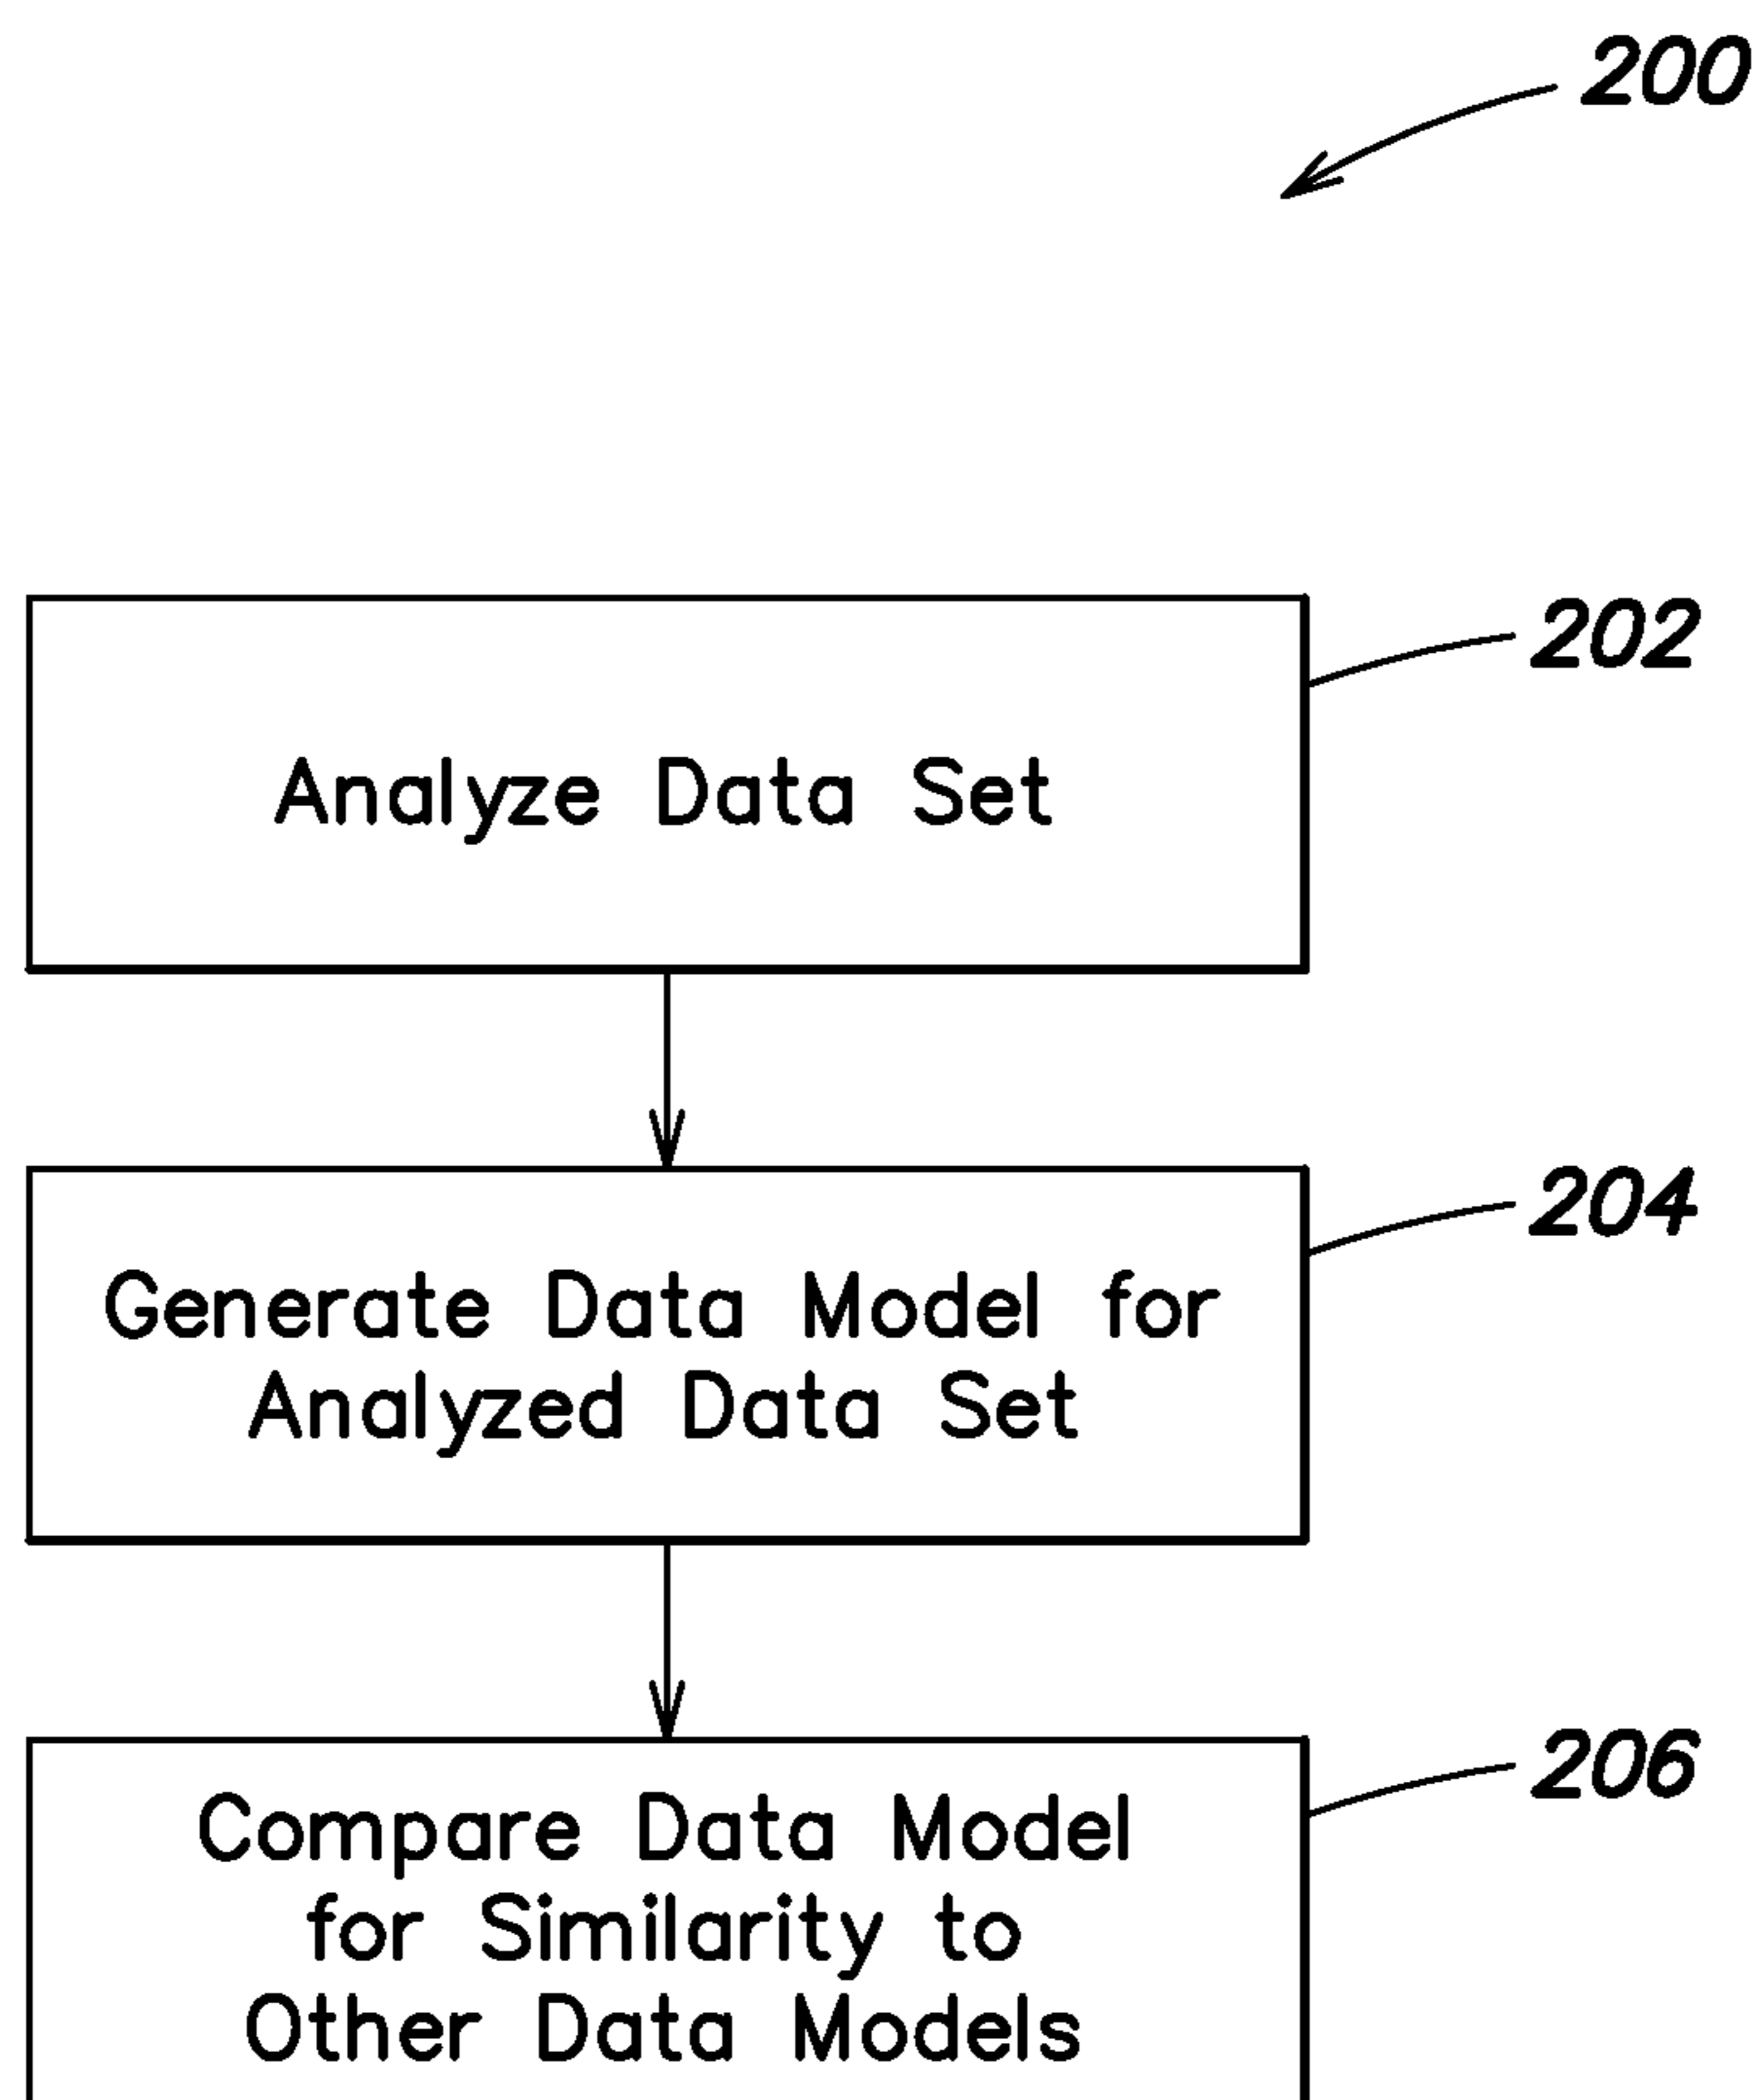 200
202
Analyze Data Set
204
Generate Data Model for
Analyzed Data Set
206
Compare Data Model
for Similarity to
Other Data Models